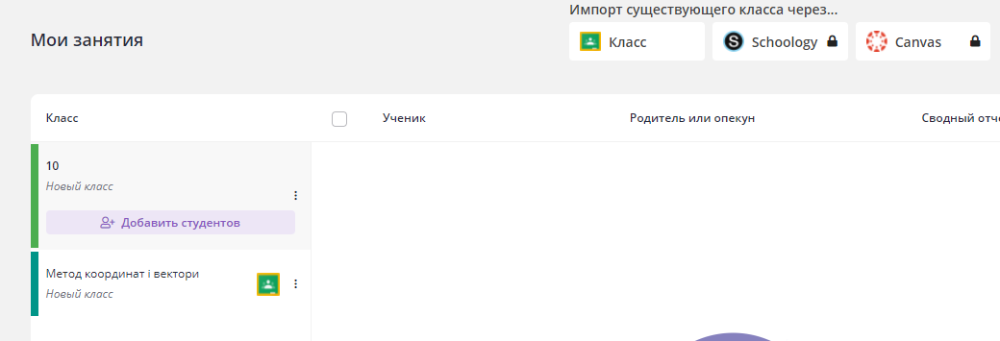 Импорт существующего класса через...
Мои занятия
Класс
Schoology
Canvas
Класс
Ученик
Родитель или опекун
Сводный
10
Новый класс
Добавить студентов
Метод координат і вектори
Новый класс